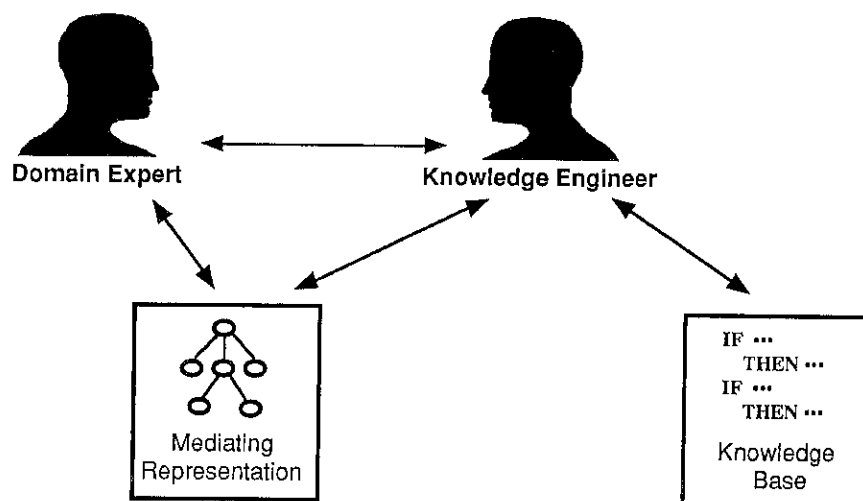 Domain Expert
Knowledge Engineer
Mediating
Representation
IF ...
THEN ...
IF ...
THEN ...
Knowledge
Base